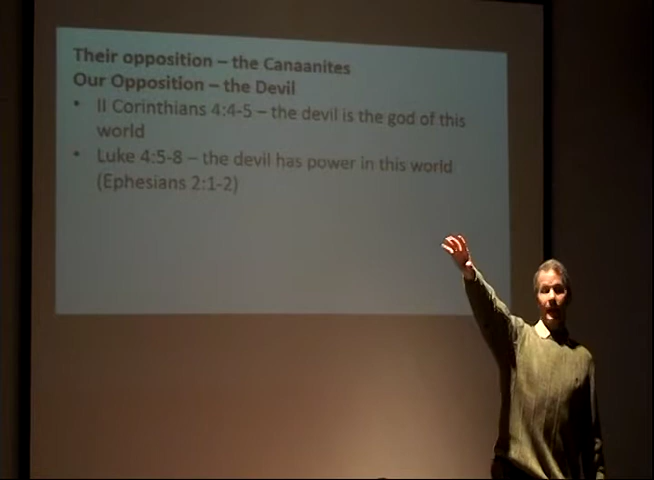 Their opposition – the Canaanites
Our Opposition – the Devil
• II Corinthians 4:4-5 – the devil is the god of this
world
• Luke 4:5-8 – the devil has power in this world
(Ephesians 2:1-2)